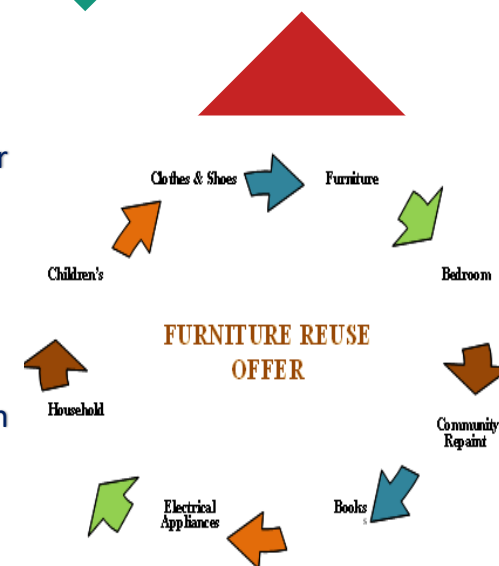 r
Clothes & Shoes
Furniture
Children's
Bedroom
FURNITURE REUSE
OFFER
Household
n
Community
Repaint
Electrical
Appliances
Books
s